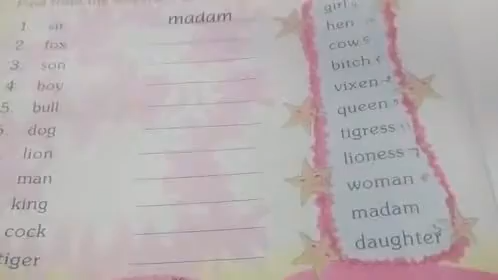 1. sir madam
2. fox
3. son
4. boy
5. bull
dog
lion
man
king
cock
tiger
girl
hen
cow
bitch
vixen
queen
tigress
lioness
woman
madam
daughter